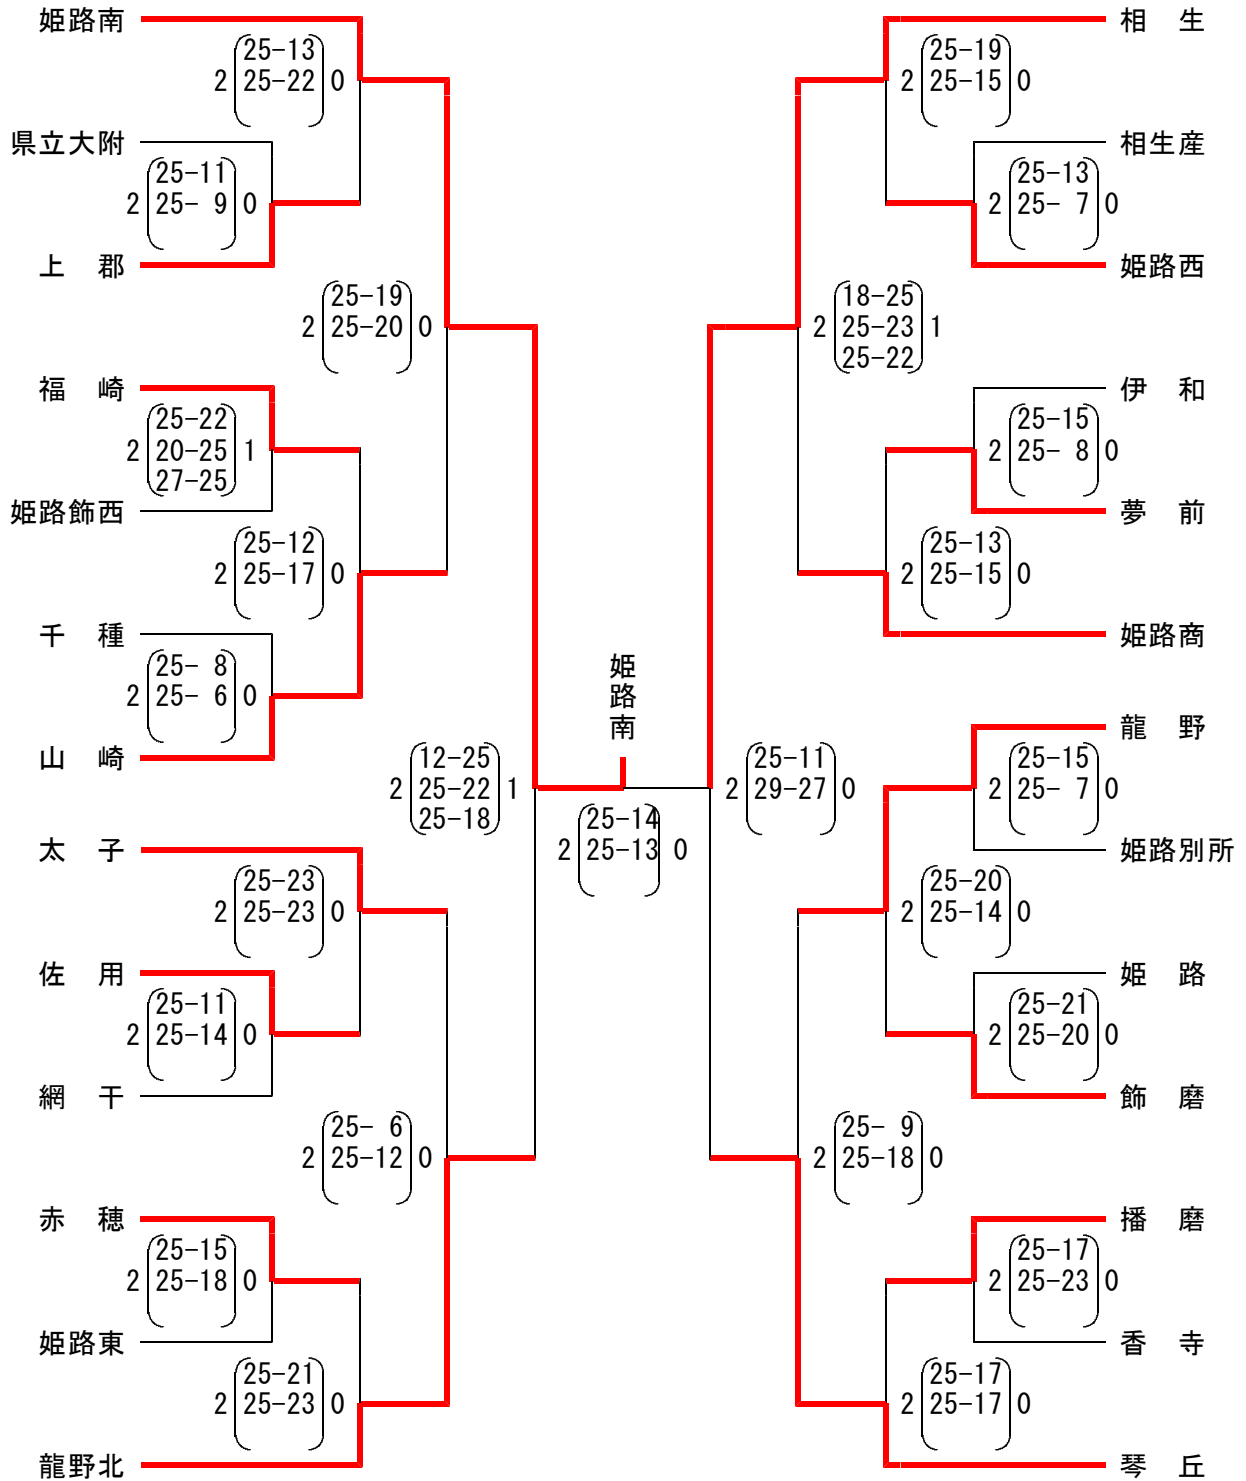 姫路南
25-13
2 25-22 0
県立大附
25-11
2 25- 9 0
上　郡
25-19
2 25-20 0
福　崎
25-22
2 20-25 1
27-25
姫路飾西
25-12
2 25-17 0
千　種
25- 8
2 25- 6 0
山　崎
12-25
2 25-22 1
25-18
太　子
25-23
2 25-23 0
佐　用
25-11
2 25-14 0
網　干
25- 6
2 25-12 0
赤　穂
25-15
2 25-18 0
姫路東
25-21
2 25-23 0
龍野北
姫路南
25-14
2 25-13 0
相　生
25-19
2 25-15 0
相生産
25-13
2 25- 7 0
姫路西
18-25
2 25-23 1
25-22
伊　和
25-15
2 25- 8 0
夢　前
25-13
2 25-15 0
姫路商
龍　野
25-11
2 29-27 0
25-15
2 25- 7 0
姫路別所
25-20
2 25-14 0
姫　路
25-21
2 25-20 0
飾　磨
25- 9
2 25-18 0
播　磨
25-17
2 25-23 0
香　寺
25-17
2 25-17 0
琴　丘